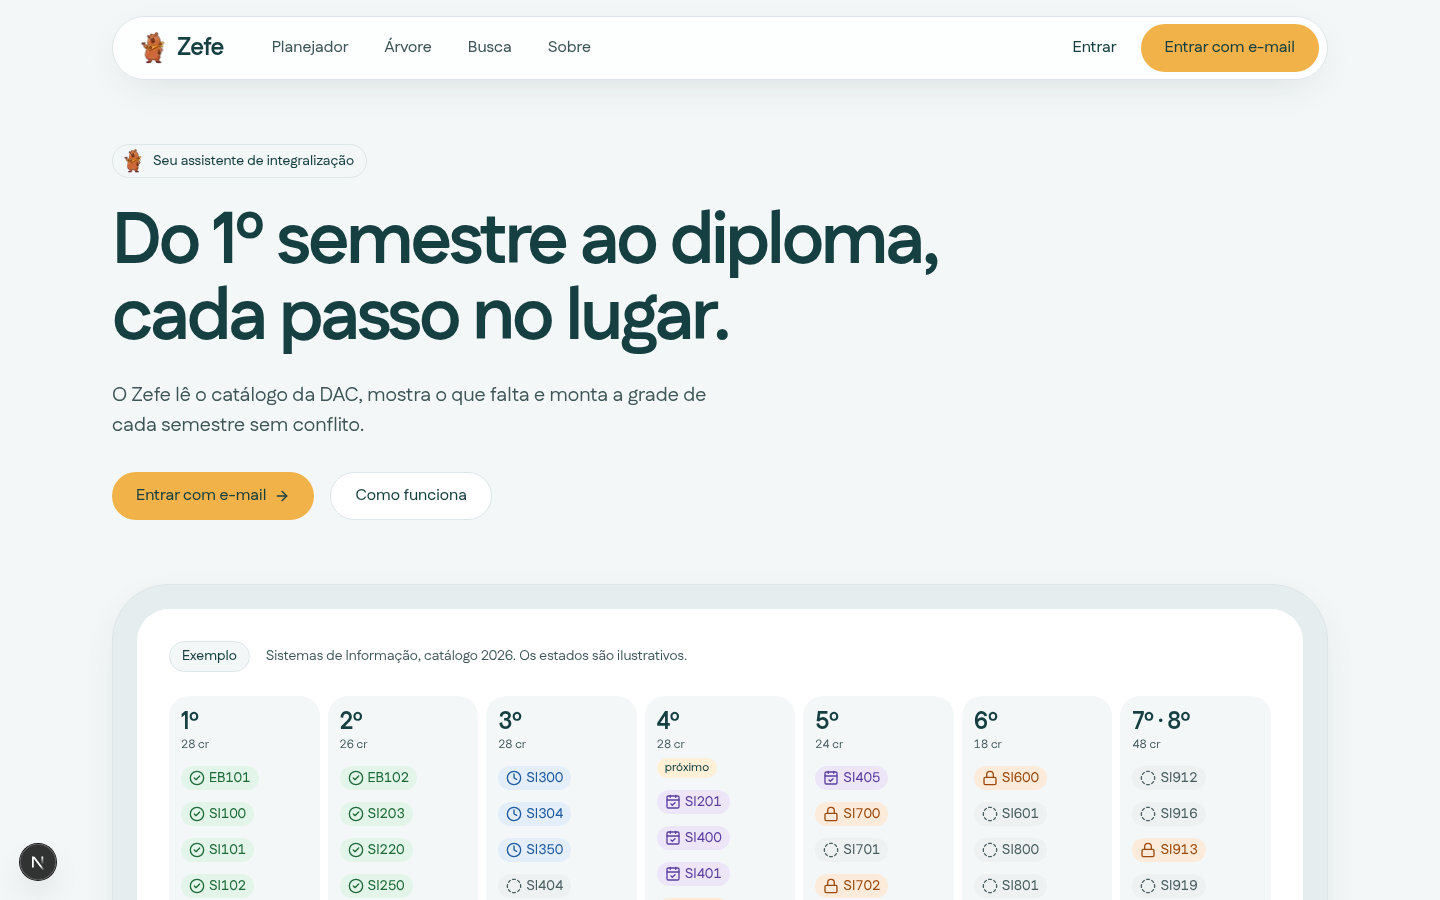 Zefe
Planejador
Árvore
Busca
Sobre
Entrar
Entrar com e-mail
Seu assistente de integralização
Do 1º semestre ao diploma,
cada passo no lugar.
O Zefe lê o catálogo da DAC, mostra o que falta e monta a grade de
cada semestre sem conflito.
Entrar com e-mail
Como funciona
Exemplo
Sistemas de Informação, catálogo 2026. Os estados são ilustrativos.
1º
28 cr
EB101
SI100
SI101
SI102
2º
26 cr
EB102
SI203
SI220
SI250
3º
28 cr
SI300
SI304
SI350
SI404
4º
28 cr
próximo
SI201
SI400
SI401
5º
24 cr
SI405
SI700
SI701
SI702
6º
18 cr
SI600
SI601
SI800
SI801
7º · 8º
48 cr
SI912
SI916
SI913
SI919
N